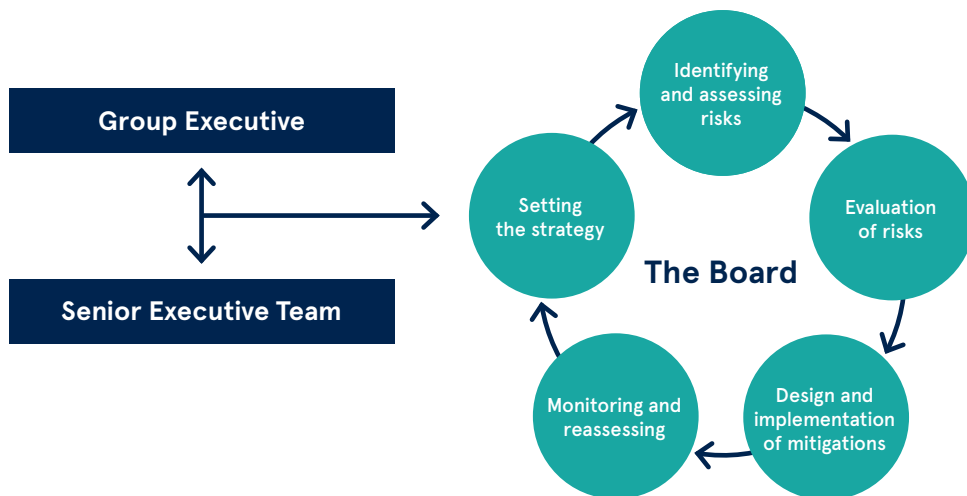 Group Executive
Senior Executive Team
Identifying
and assessing
risks
Evaluation
of risks
Design and
implementation
of mitigations
Monitoring and
reassessing
Setting
the strategy
The Board